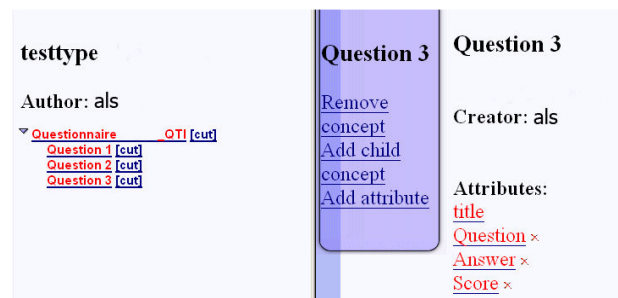 testtype
Author: als
Questionnaire _QTI [cut]
Question 1 [cut]
Question 2 [cut]
Question 3 [cut]
Question 3
Remove
concept
Add child
concept
Add attribute
Question 3
Creator: als
Attributes:
title
Question ×
Answer ×
Score ×